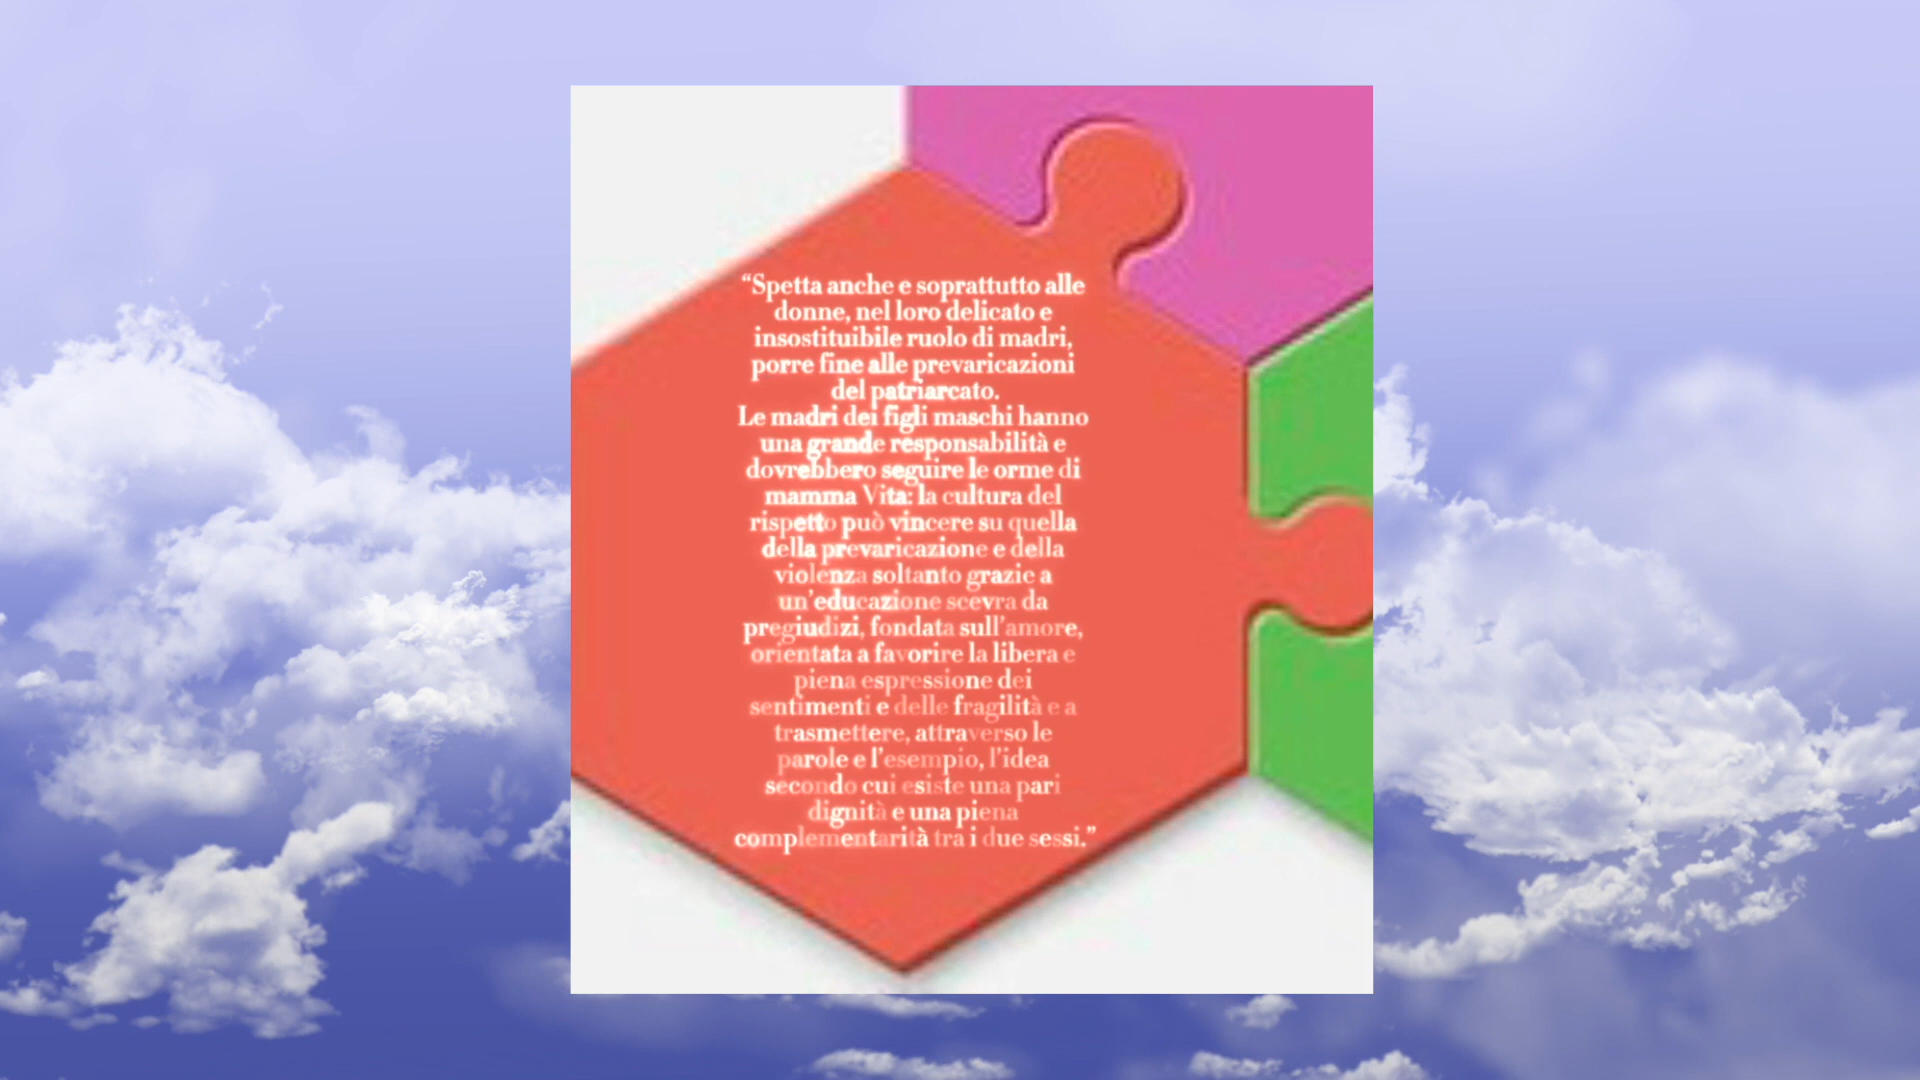 “Spetta anche e soprattutto alle
donne, nel loro delicato e
insostituibile ruolo di madri,
porre fine alle prevaricazioni
del patriarcato.
Le madri dei figli maschi hanno
una grande responsabilità e
dovrebbero seguire le orme di
mamma Vita: la cultura del
rispetto può vincere su quella
della prevaricazione e della
violenza soltanto grazie a
un’educazione scevra da
pregiudizi, fondata sull’amore,
orientata a favorire la libera e
piena espressione dei
sentimenti e delle fragilità e a
trasmettere, attraverso le
parole e l’esempio, l’idea
secondo cui esiste una pari
dignità e una piena
complementarità tra i due sessi.”